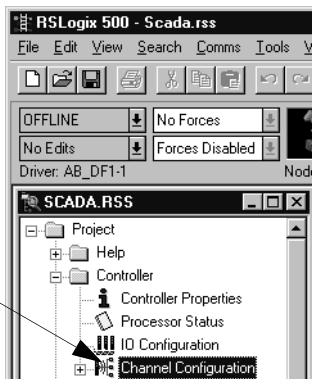 RSLogix 500 - Scada.rss
File Edit View Search Comms Tools
OFFLINE No Forces
No Edits Forces Disabled
Driver: AB_DF1-1
SCADA.RSS
Project
Help
Controller
Controller Properties
Processor Status
IO Configuration
Channel Configuration